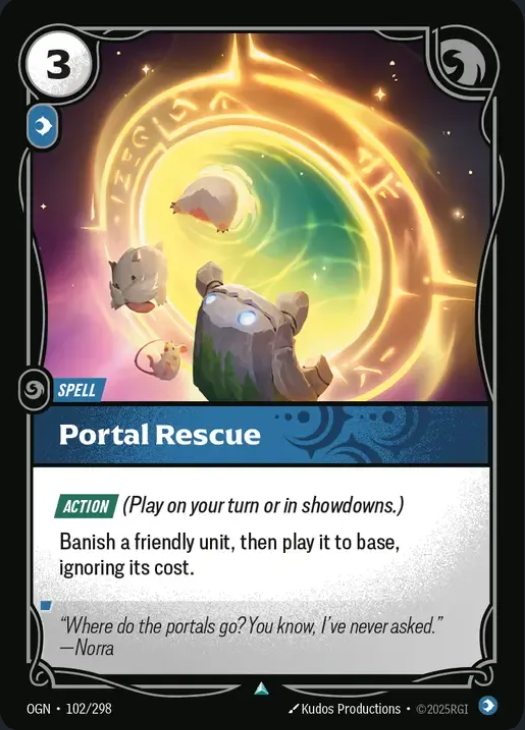 3
SPELL
Portal Rescue
ACTION (Play on your turn or in showdowns.)
Banish a friendly unit, then play it to base,
ignoring its cost.
“Where do the portals go? You know, I’ve never asked.”
—Norra
OGN • 102/298
Kudos Productions • ©2025RGI